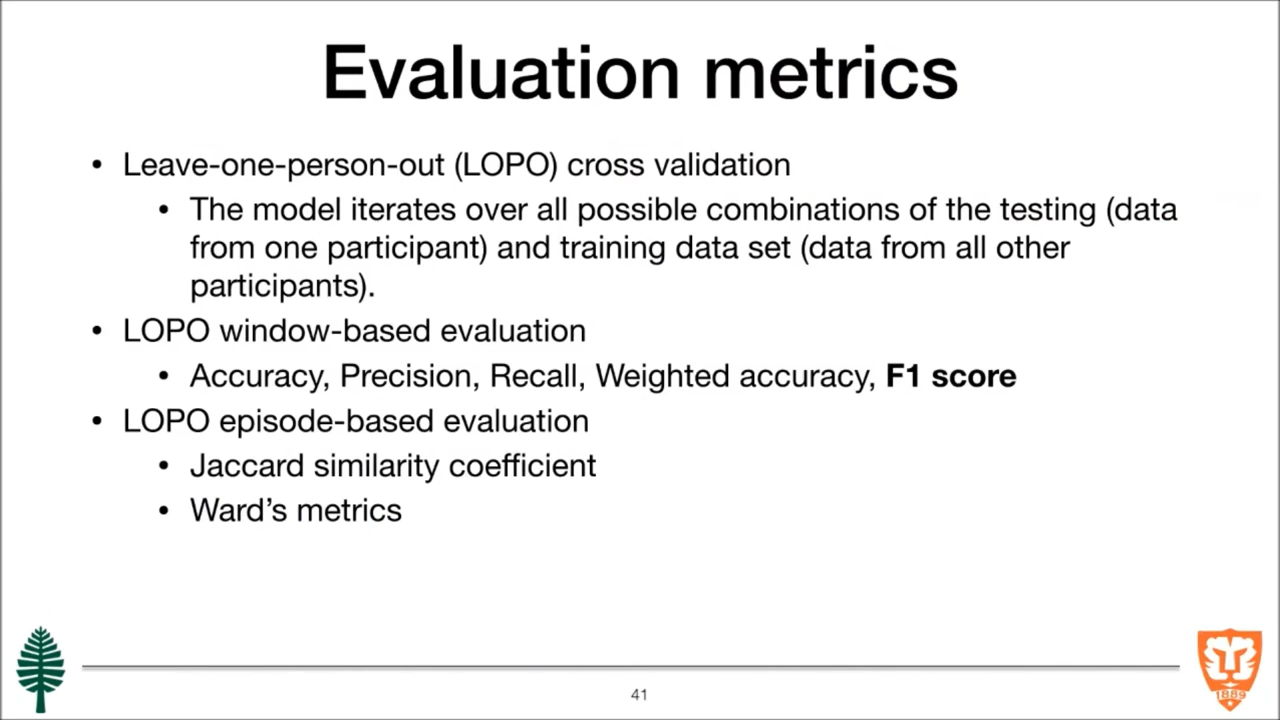 Evaluation metrics
• Leave-one-person-out (LOPO) cross validation
• The model iterates over all possible combinations of the testing (data
from one participant) and training data set (data from all other
participants).
• LOPO window-based evaluation
• Accuracy, Precision, Recall, Weighted accuracy, F1 score
• LOPO episode-based evaluation
• Jaccard similarity coefficient
• Ward’s metrics
41
1889